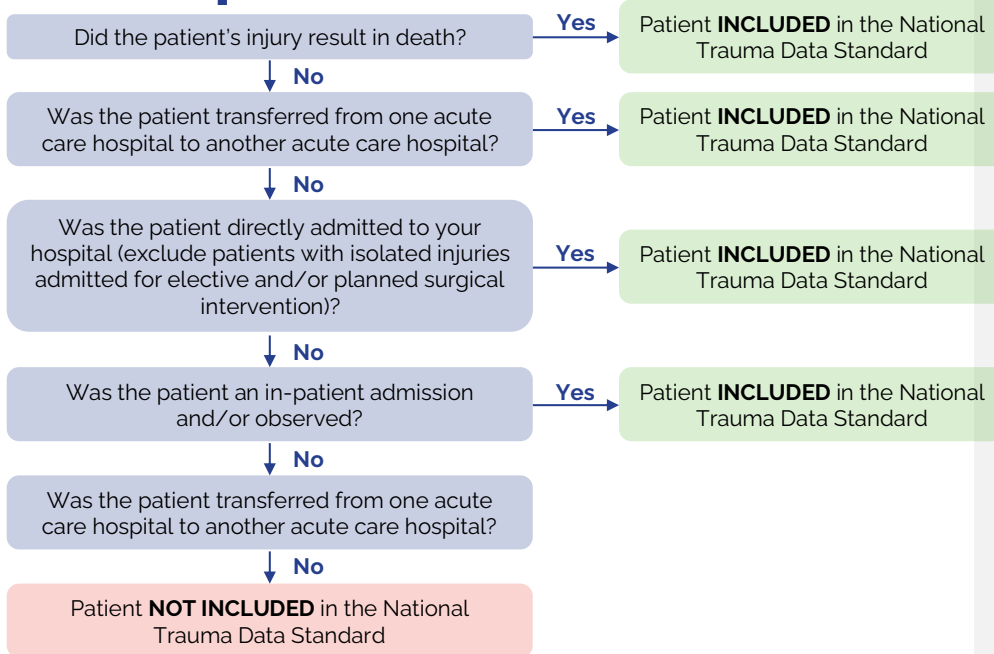 Did the patient's injury result in death?
Yes
Patient INCLUDED in the National
Trauma Data Standard
No
Was the patient transferred from one acute
care hospital to another acute care hospital?
Yes
Patient INCLUDED in the National
Trauma Data Standard
No
Was the patient directly admitted to your
hospital (exclude patients with isolated injuries
admitted for elective and/or planned surgical
intervention)?
Yes
Patient INCLUDED in the National
Trauma Data Standard
No
Was the patient an in-patient admission
and/or observed?
Yes
Patient INCLUDED in the National
Trauma Data Standard
No
Was the patient transferred from one acute
care hospital to another acute care hospital?
No
Patient NOT INCLUDED in the National
Trauma Data Standard